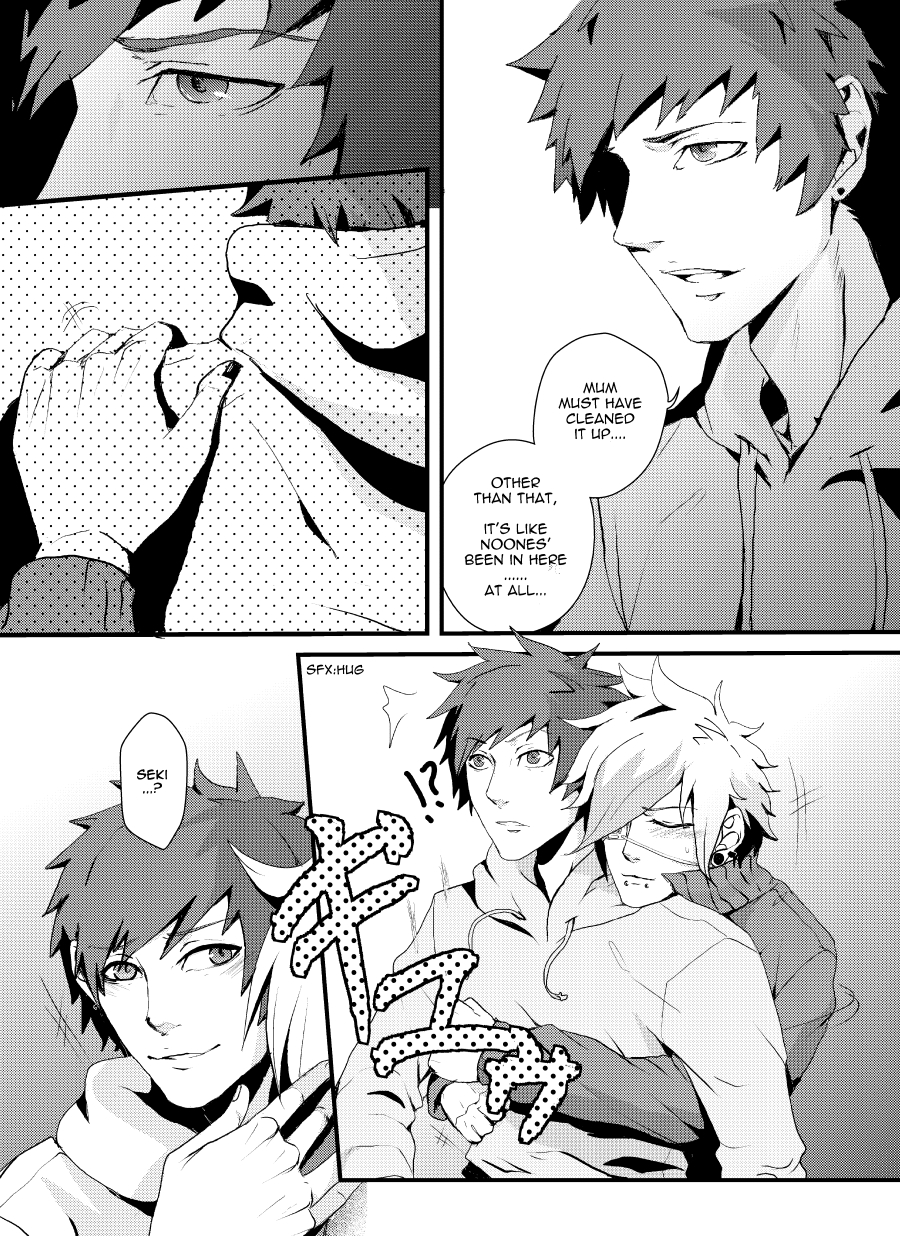 MUM
MUST HAVE
CLEANED
IT UP....
OTHER
THAN THAT,
IT'S LIKE
NOONES'
BEEN IN HERE
......
AT ALL...
SFX:HUG
!?
ギュウ
SEKI
...?